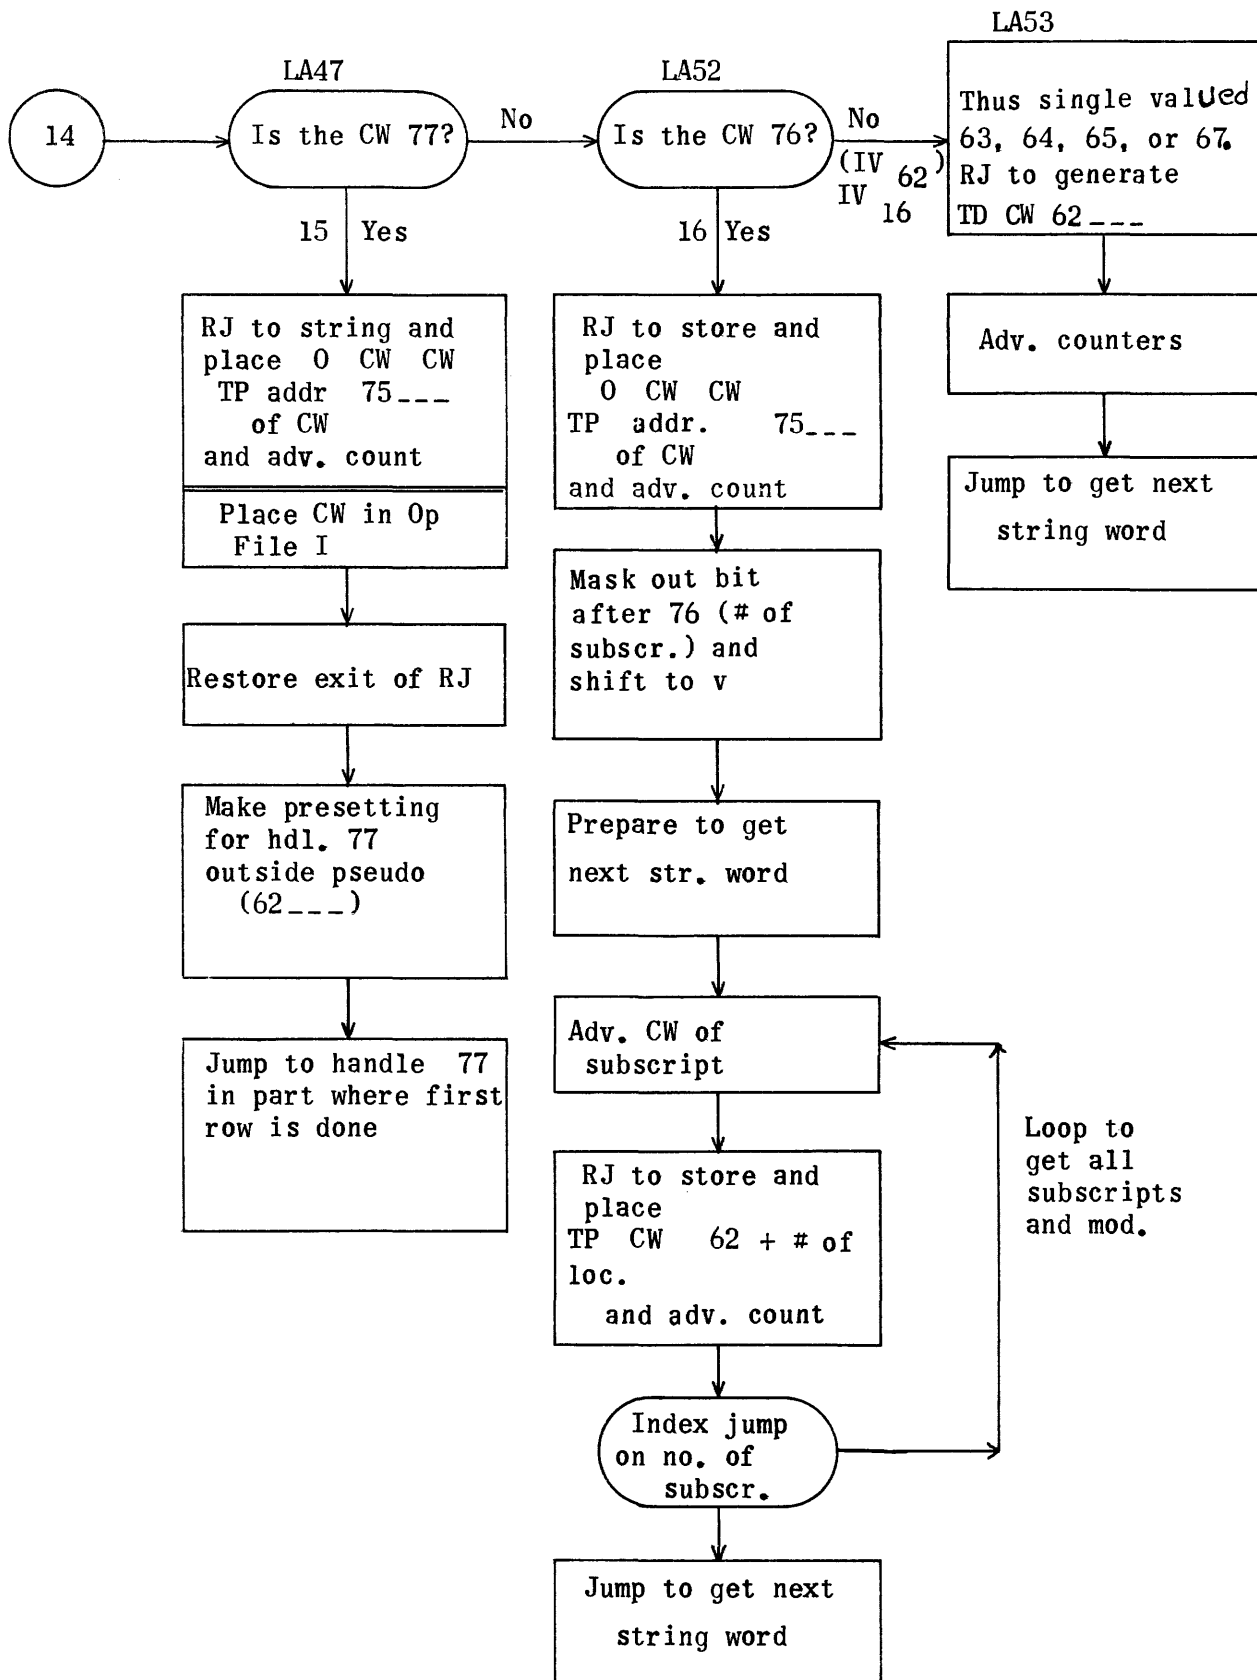 14
LA47
Is the CW 77?
No
LA52
Is the CW 76?
No
(IV 62)
IV 16
LA53
Thus single valued
63, 64, 65, or 67.
RJ to generate
TD CW 62___
15 Yes
16 Yes
RJ to string and
place O CW CW
TP addr 75___
of CW
and adv. count
Place CW in Op
File I
Restore exit of RJ
Make presetting
for hdl. 77
outside pseudo
(62___)
Jump to handle 77
in part where first
row is done
RJ to store and
place
O CW CW
TP addr. 75___
of CW
and adv. count
Mask out bit
after 76 (# of
subscr.) and
shift to v
Prepare to get
next str. word
Adv. CW of
subscript
RJ to store and
place
TP CW 62 + # of
loc.
and adv. count
Index jump
on no. of
subscr.
Jump to get next
string word
Loop to
get all
subscripts
and mod.
Adv. counters
Jump to get next
string word